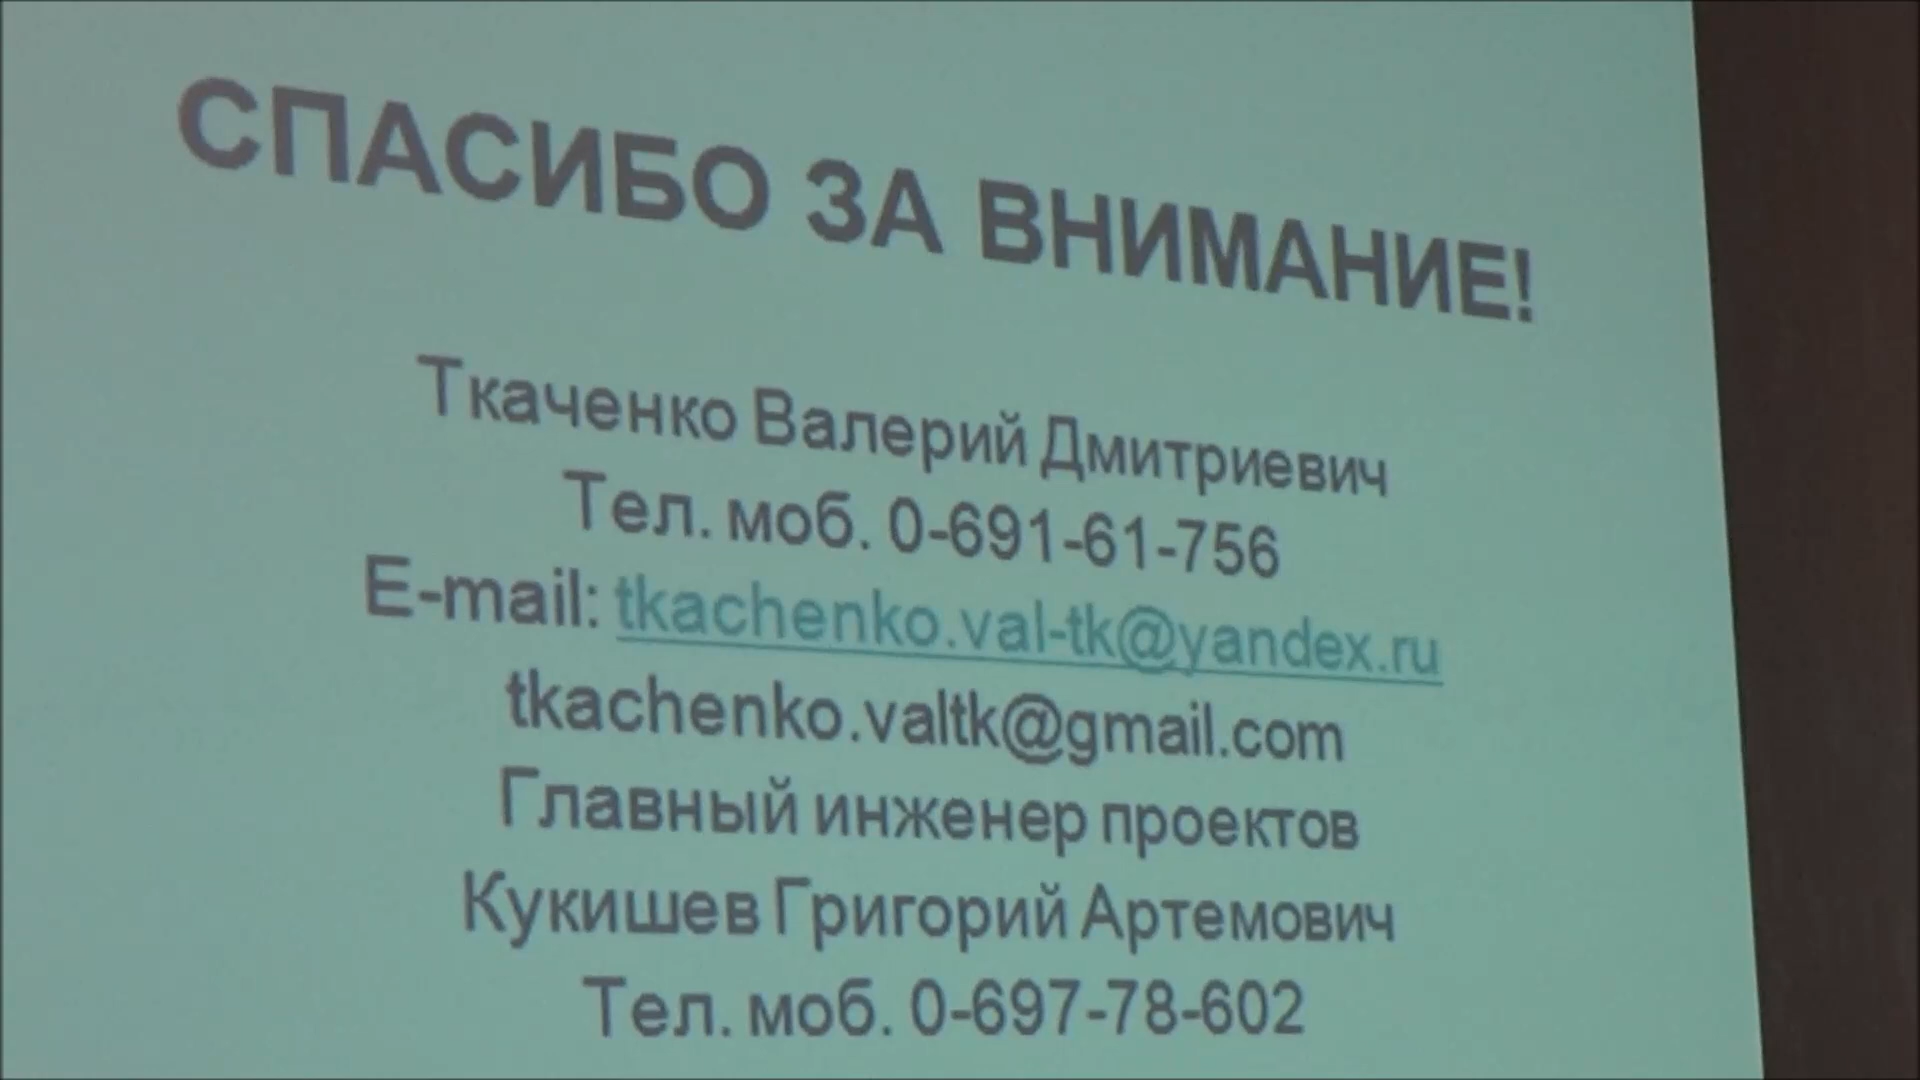 СПАСИБО ЗА ВНИМАНИЕ!
Ткаченко Валерий Дмитриевич
Тел. моб. 0-691-61-756
E-mail: tkachenko.val-tk@yandex.ru
tkachenko.valtk@gmail.com
Главный инженер проектов
Кукишев Григорий Артемович
Тел. моб. 0-697-78-602